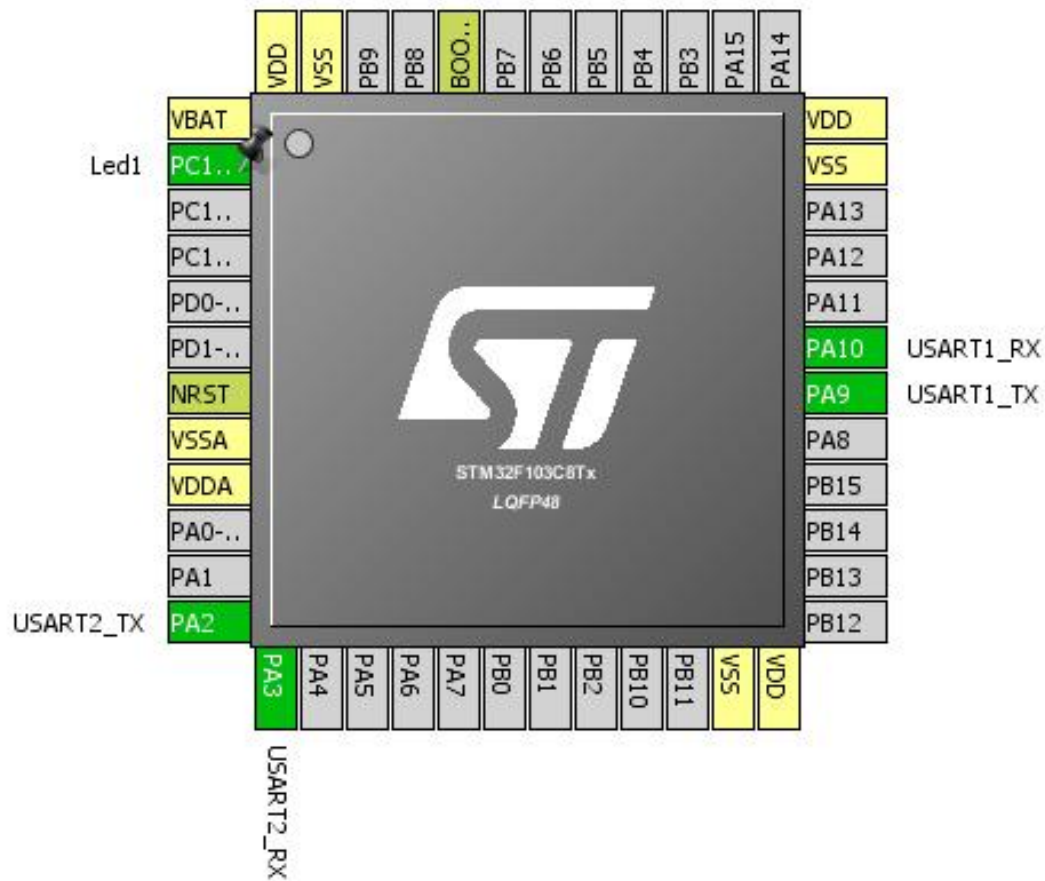 VDD
VSS
PB9
PB8
BOO..
PB7
PB6
PB5
PB4
PB3
PA15
PA14
VBAT
Led1
PC1..
PC1..
PC1..
PD0-..
PD1-..
NRST
VSSA
VDDA
PA0-..
PA1
USART2_TX
PA2
VDD
VSS
PA13
PA12
PA11
PA10
USART1_RX
PA9
USART1_TX
PA8
PB15
PB14
PB13
PB12
ST
STM32F103C8Tx
LQFP48
PA3
PA4
PA5
PA6
PA7
PB0
PB1
PB2
PB10
PB11
VSS
VDD
USART2_RX